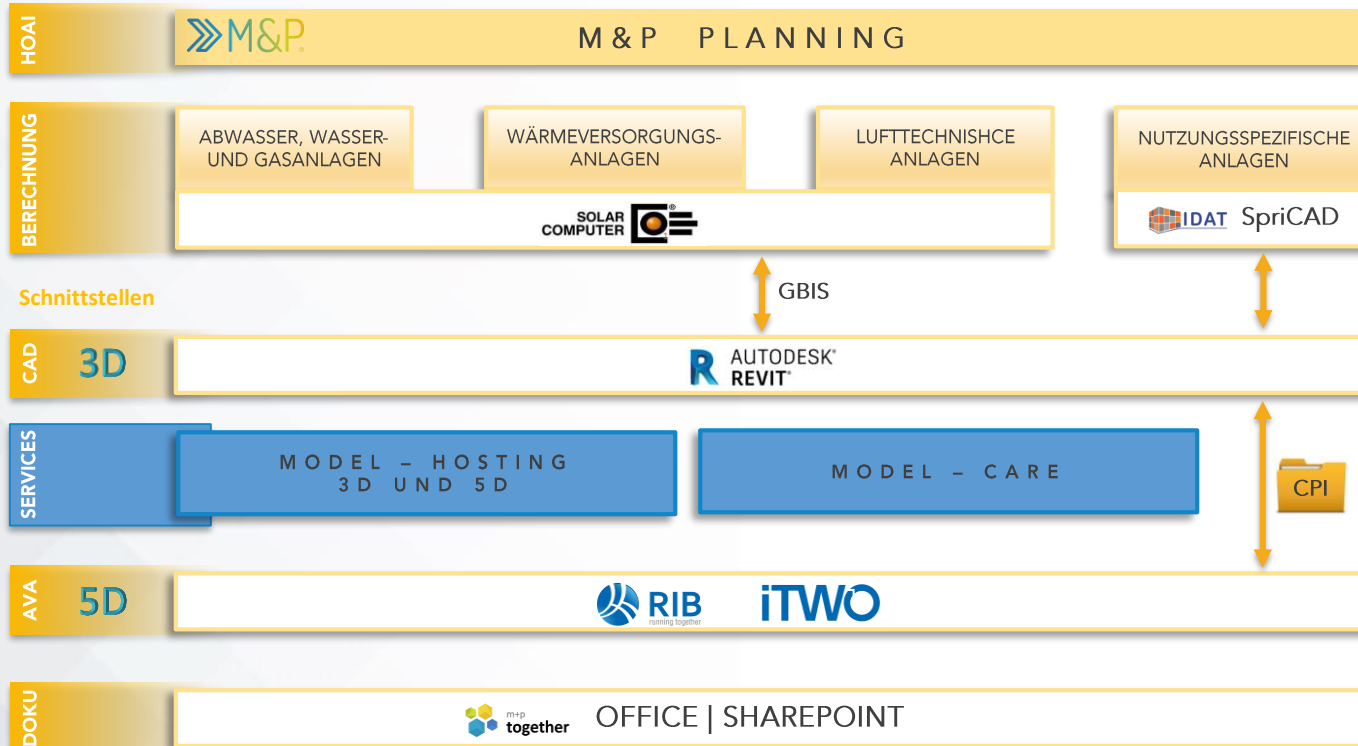 HOAI
M&P.
M&P PLANNING
BERECHNUNG
ABWASSER, WASSER-
UND GASANLAGEN
WÄRMEVERSORGUNGS-
ANLAGEN
LUFTTECHNISHCE
ANLAGEN
NUTZUNGSSPEZIFISCHE
ANLAGEN
SOLAR
COMPUTER
IDAT SpriCAD
Schnittstellen
GBIS
CAD
3D
AUTODESK®
REVIT®
SERVICES
MODEL – HOSTING
3D UND 5D
MODEL – CARE
CPI
AVA
5D
RIB
running together
iTWO
DOKU
m+p
together
OFFICE | SHAREPOINT